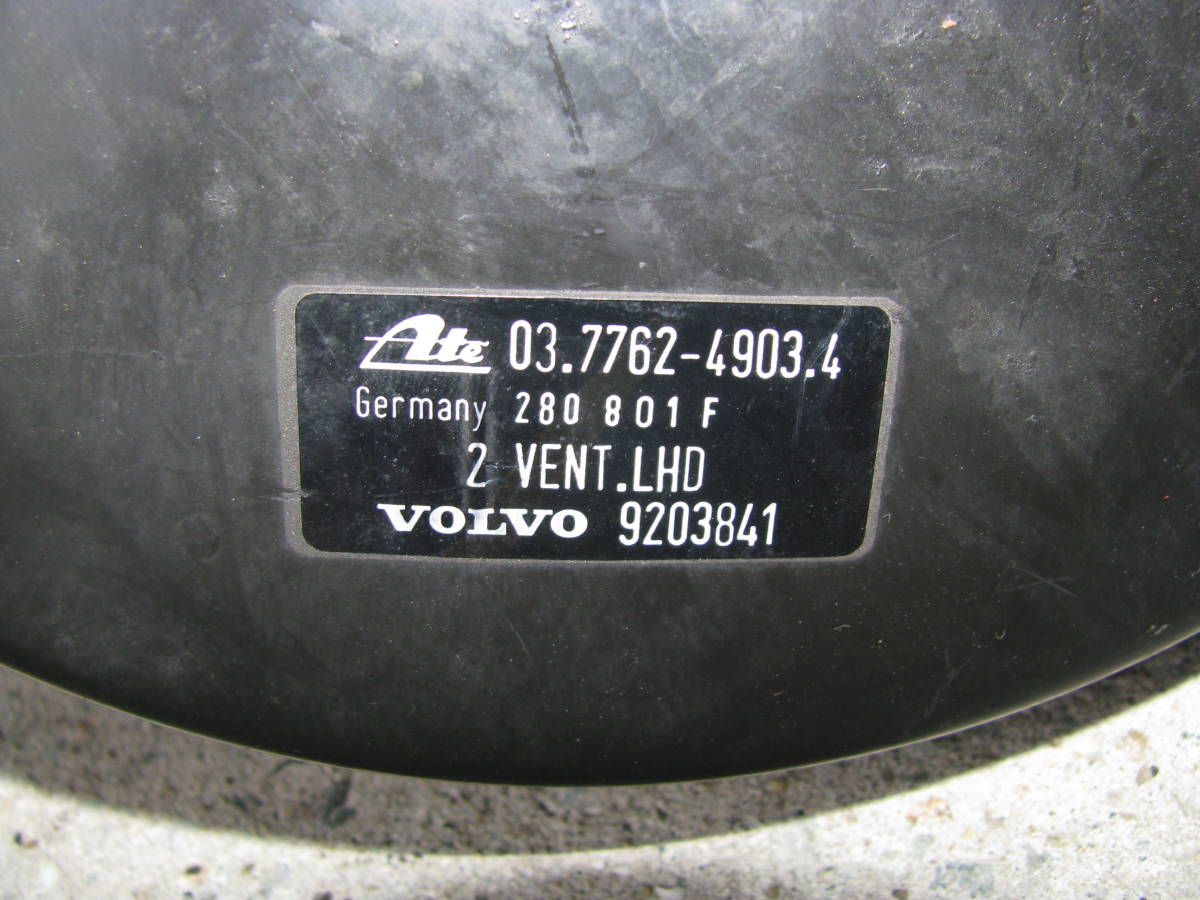 Ate 03.7762-4903.4
Germany 280 801 F
2 VENT.LHD
VOLVO 9203841